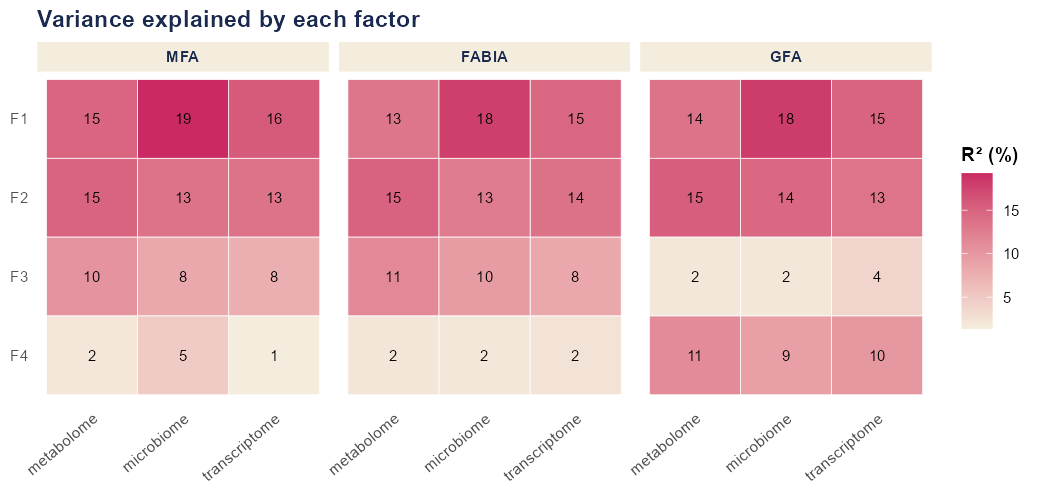 Variance explained by each factor
MFA FABIA GFA
F1 15 19 16 13 18 15 14 18 15
F2 15 13 13 15 13 14 15 14 13
F3 10 8 8 11 10 8 2 2 4
F4 2 5 1 2 2 2 11 9 10
metabolome microbiome transcriptome metabolome microbiome transcriptome metabolome microbiome transcriptome
R² (%)
15
10
5